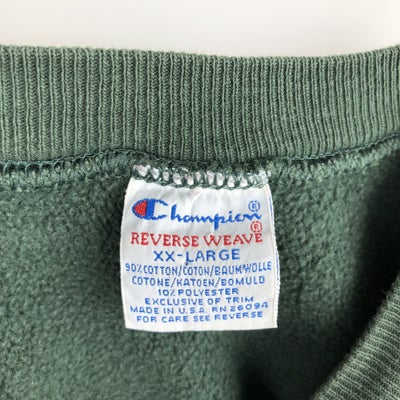 Champion®
REVERSE WEAVE®
XX-LARGE
90% COTTON/COTON/BAUMWOLLE
COTONE/KATOEN/BOMULD
10% POLYESTER
EXCLUSIVE OF TRIM
MADE IN U.S.A. RN 26094
FOR CARE SEE REVERSE